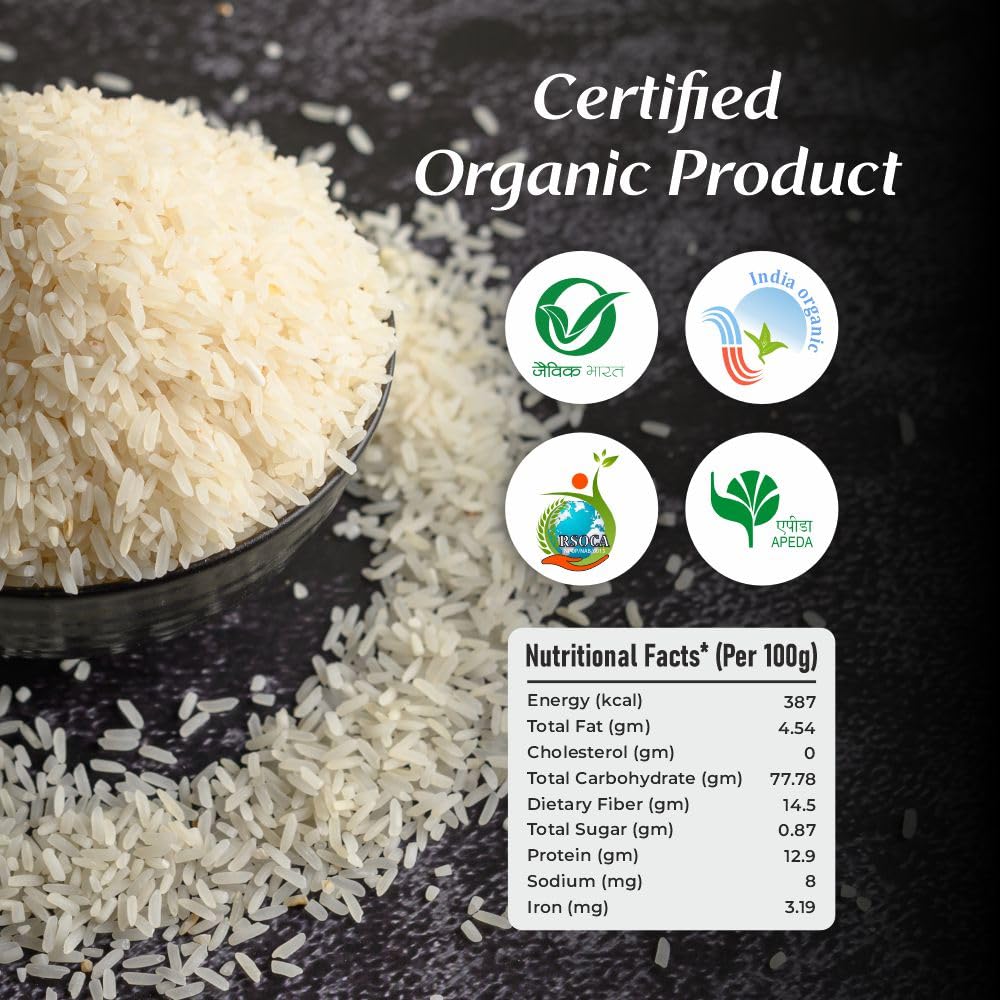 Certified
Organic Product
जैविक भारत
India organic
RSOCA
एपीडा
APEDA
Nutritional Facts* (Per 100g)
Energy (kcal) 387
Total Fat (gm) 4.54
Cholesterol (gm) 0
Total Carbohydrate (gm) 77.78
Dietary Fiber (gm) 14.5
Total Sugar (gm) 0.87
Protein (gm) 12.9
Sodium (mg) 8
Iron (mg) 3.19